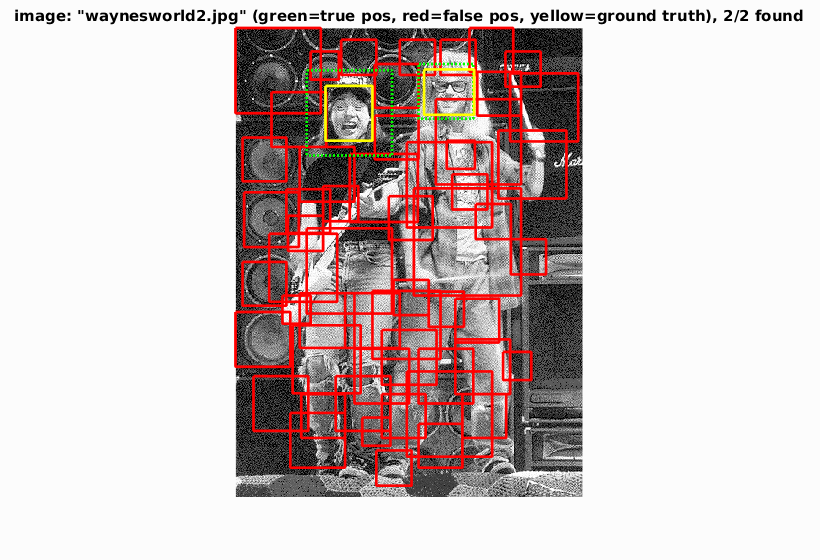 image: "waynesworld2.jpg" (green=true pos, red=false pos, yellow=ground truth), 2/2 found